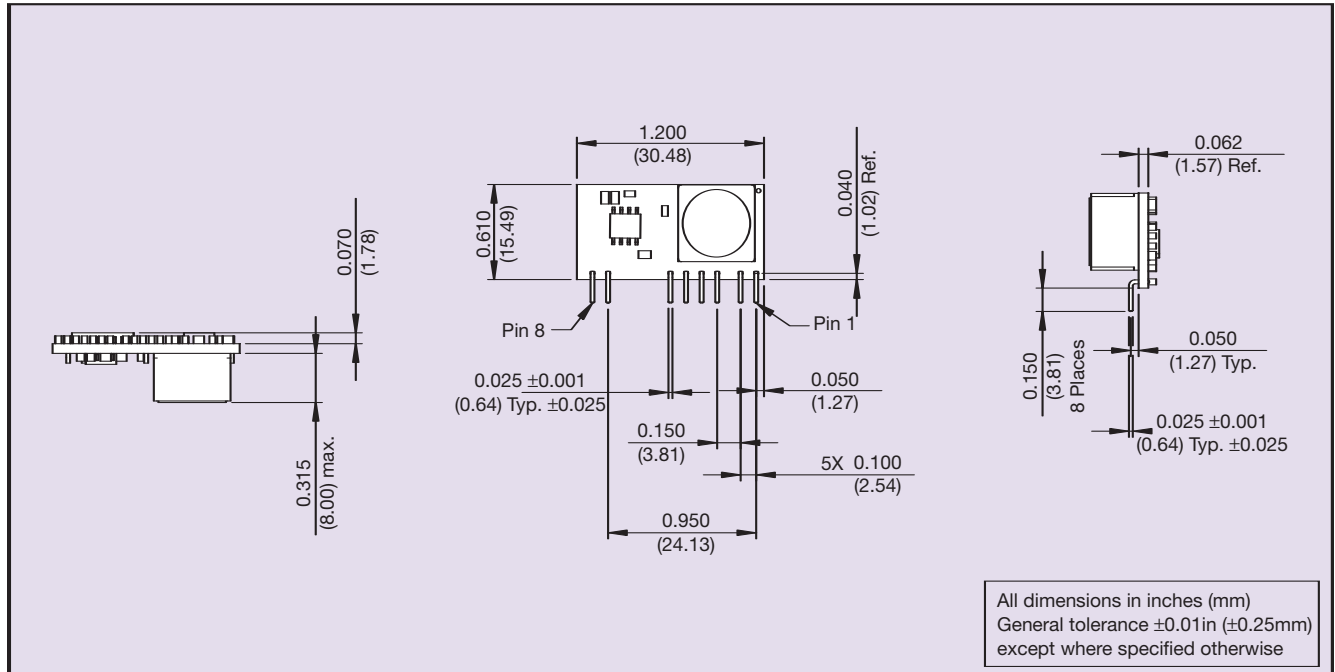 0.070
(1.78)
0.315
(8.00) max.
1.200
(30.48)
0.610
(15.49)
0.040
(1.02) Ref.
Pin 8
Pin 1
0.025 ±0.001
(0.64) Typ. ±0.025
0.050
(1.27)
0.150
(3.81)
5X 0.100
(2.54)
0.950
(24.13)
0.062
(1.57) Ref.
0.150
(3.81)
8 Places
0.050
(1.27) Typ.
0.025 ±0.001
(0.64) Typ. ±0.025
All dimensions in inches (mm)
General tolerance ±0.01in (±0.25mm)
except where specified otherwise